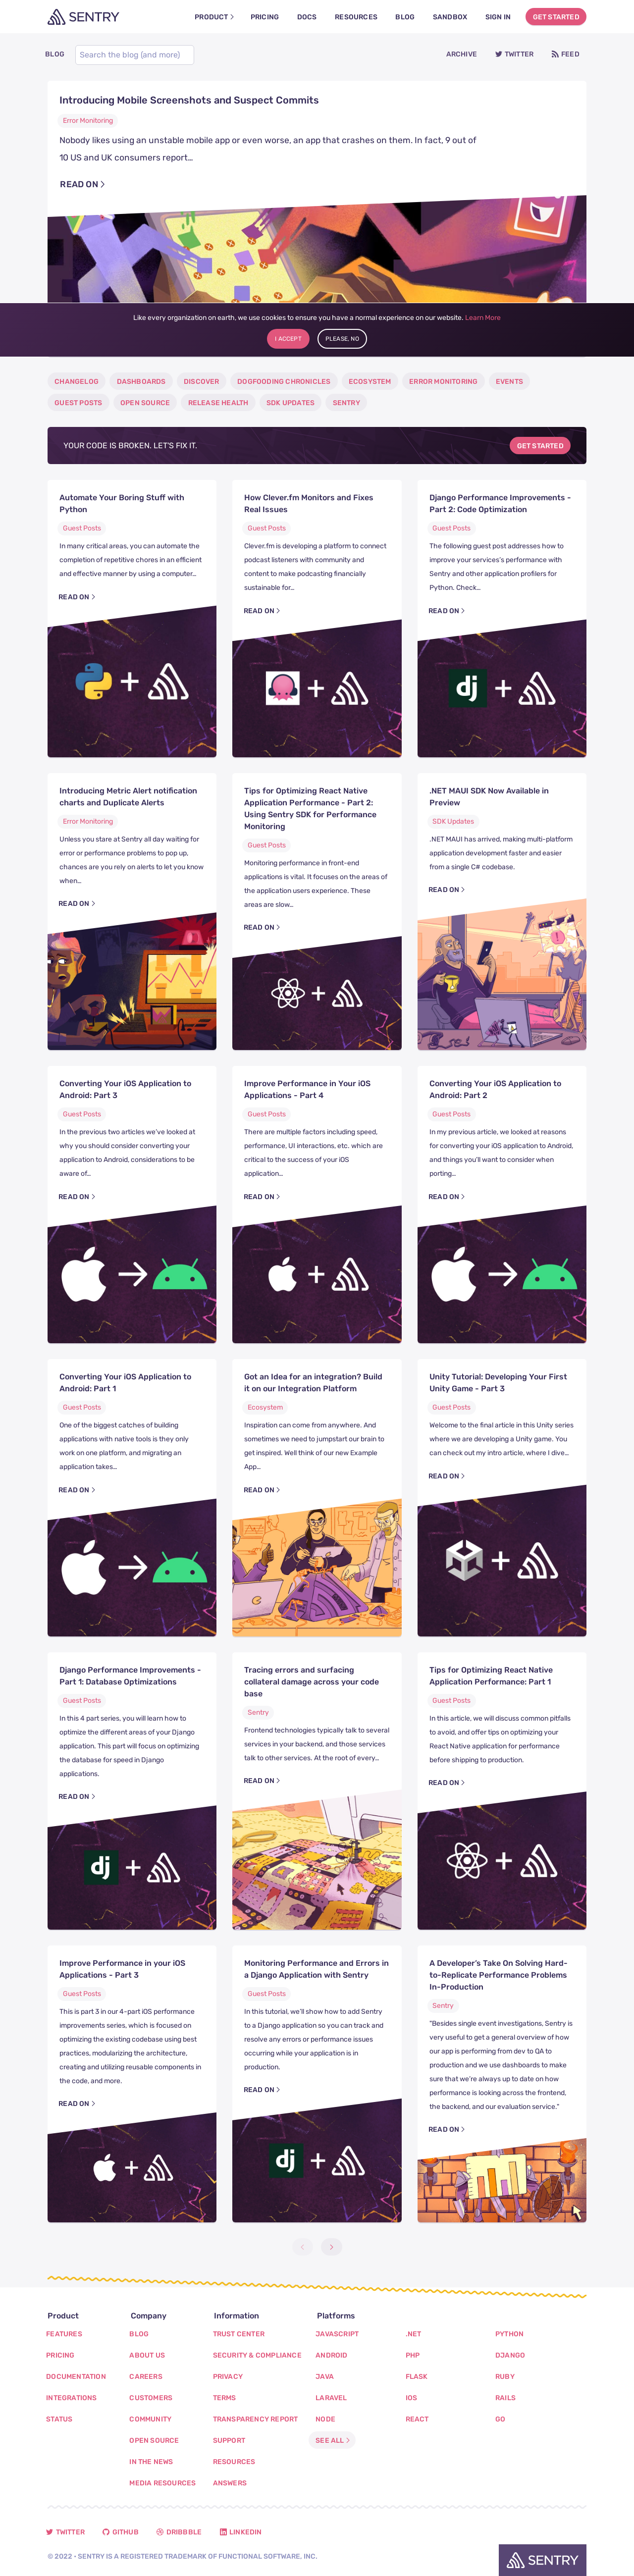 SENTRY
PRODUCT
PRICING
DOCS
RESOURCES
BLOG
SANDBOX
SIGN IN
GET STARTED
BLOG
Search the blog (and more)
ARCHIVE
TWITTER
FEED
Introducing Mobile Screenshots and Suspect Commits
Error Monitoring
Nobody likes using an unstable mobile app or even worse, an app that crashes on them. In fact, 9 out of
10 US and UK consumers report…
READ ON
Like every organization on earth, we use cookies to ensure you have a normal experience on our website. Learn More
I ACCEPT
PLEASE, NO
CHANGELOG
DASHBOARDS
DISCOVER
DOGFOODING CHRONICLES
ECOSYSTEM
ERROR MONITORING
EVENTS
GUEST POSTS
OPEN SOURCE
RELEASE HEALTH
SDK UPDATES
SENTRY
YOUR CODE IS BROKEN. LET'S FIX IT.
GET STARTED
Automate Your Boring Stuff with
Python
Guest Posts
In many critical areas, you can automate the
completion of repetitive chores in an efficient
and effective manner by using a computer…
READ ON
How Clever.fm Monitors and Fixes
Real Issues
Guest Posts
Clever.fm is developing a platform to connect
podcast listeners with community and
content to make podcasting financially
sustainable for…
READ ON
Django Performance Improvements -
Part 2: Code Optimization
Guest Posts
The following guest post addresses how to
improve your services's performance with
Sentry and other application profilers for
Python. Check…
READ ON
dj
Introducing Metric Alert notification
charts and Duplicate Alerts
Error Monitoring
Unless you stare at Sentry all day waiting for
error or performance problems to pop up,
chances are you rely on alerts to let you know
when…
READ ON
Tips for Optimizing React Native
Application Performance - Part 2:
Using Sentry SDK for Performance
Monitoring
Guest Posts
Monitoring performance in front-end
applications is vital. It focuses on the areas of
the application users experience. These
areas are slow…
READ ON
.NET MAUI SDK Now Available in
Preview
SDK Updates
.NET MAUI has arrived, making multi-platform
application development faster and easier
from a single C# codebase.
READ ON
Converting Your iOS Application to
Android: Part 3
Guest Posts
In the previous two articles we've looked at
why you should consider converting your
application to Android, considerations to be
aware of…
READ ON
Improve Performance in Your iOS
Applications - Part 4
Guest Posts
There are multiple factors including speed,
performance, UI interactions, etc. which are
critical to the success of your iOS
application…
READ ON
Converting Your iOS Application to
Android: Part 2
Guest Posts
In my previous article, we looked at reasons
for converting your iOS application to Android,
and things you'll want to consider when
porting…
READ ON
Converting Your iOS Application to
Android: Part 1
Guest Posts
One of the biggest catches of building
applications with native tools is they only
work on one platform, and migrating an
application takes…
READ ON
Got an Idea for an integration? Build
it on our Integration Platform
Ecosystem
Inspiration can come from anywhere. And
sometimes we need to jumpstart our brain to
get inspired. Well think of our new Example
App…
READ ON
Unity Tutorial: Developing Your First
Unity Game - Part 3
Guest Posts
Welcome to the final article in this Unity series
where we are developing a Unity game. You
can check out my intro article, where I dive…
READ ON
Django Performance Improvements -
Part 1: Database Optimizations
Guest Posts
In this 4 part series, you will learn how to
optimize the different areas of your Django
application. This part will focus on optimizing
the database for speed in Django
applications.
READ ON
dj
Tracing errors and surfacing
collateral damage across your code
base
Sentry
Frontend technologies typically talk to several
services in your backend, and those services
talk to other services. At the root of every…
READ ON
Tips for Optimizing React Native
Application Performance: Part 1
Guest Posts
In this article, we will discuss common pitfalls
to avoid, and offer tips on optimizing your
React Native application for performance
before shipping to production.
READ ON
Improve Performance in your iOS
Applications - Part 3
Guest Posts
This is part 3 in our 4-part iOS performance
improvements series, which is focused on
optimizing the existing codebase using best
practices, modularizing the architecture,
creating and utilizing reusable components in
the code, and more.
READ ON
Monitoring Performance and Errors in
a Django Application with Sentry
Guest Posts
In this tutorial, we'll show how to add Sentry
to a Django application so you can track and
resolve any errors or performance issues
occurring while your application is in
production.
READ ON
dj
A Developer's Take On Solving Hard-
to-Replicate Performance Problems
In-Production
Sentry
"Besides single event investigations, Sentry is
very useful to get a general overview of how
our app is performing from dev to QA to
production and we use dashboards to make
sure that we're always up to date on how
performance is looking across the frontend,
the backend, and our evaluation service."
READ ON
Product
FEATURES
PRICING
DOCUMENTATION
INTEGRATIONS
STATUS
Company
BLOG
ABOUT US
CAREERS
CUSTOMERS
COMMUNITY
OPEN SOURCE
IN THE NEWS
MEDIA RESOURCES
Information
TRUST CENTER
SECURITY & COMPLIANCE
PRIVACY
TERMS
TRANSPARENCY REPORT
SUPPORT
RESOURCES
ANSWERS
Platforms
JAVASCRIPT
ANDROID
JAVA
LARAVEL
NODE
SEE ALL
.NET
PHP
FLASK
IOS
REACT
PYTHON
DJANGO
RUBY
RAILS
GO
TWITTER
GITHUB
DRIBBBLE
LINKEDIN
© 2022 • SENTRY IS A REGISTERED TRADEMARK OF FUNCTIONAL SOFTWARE, INC.
SENTRY